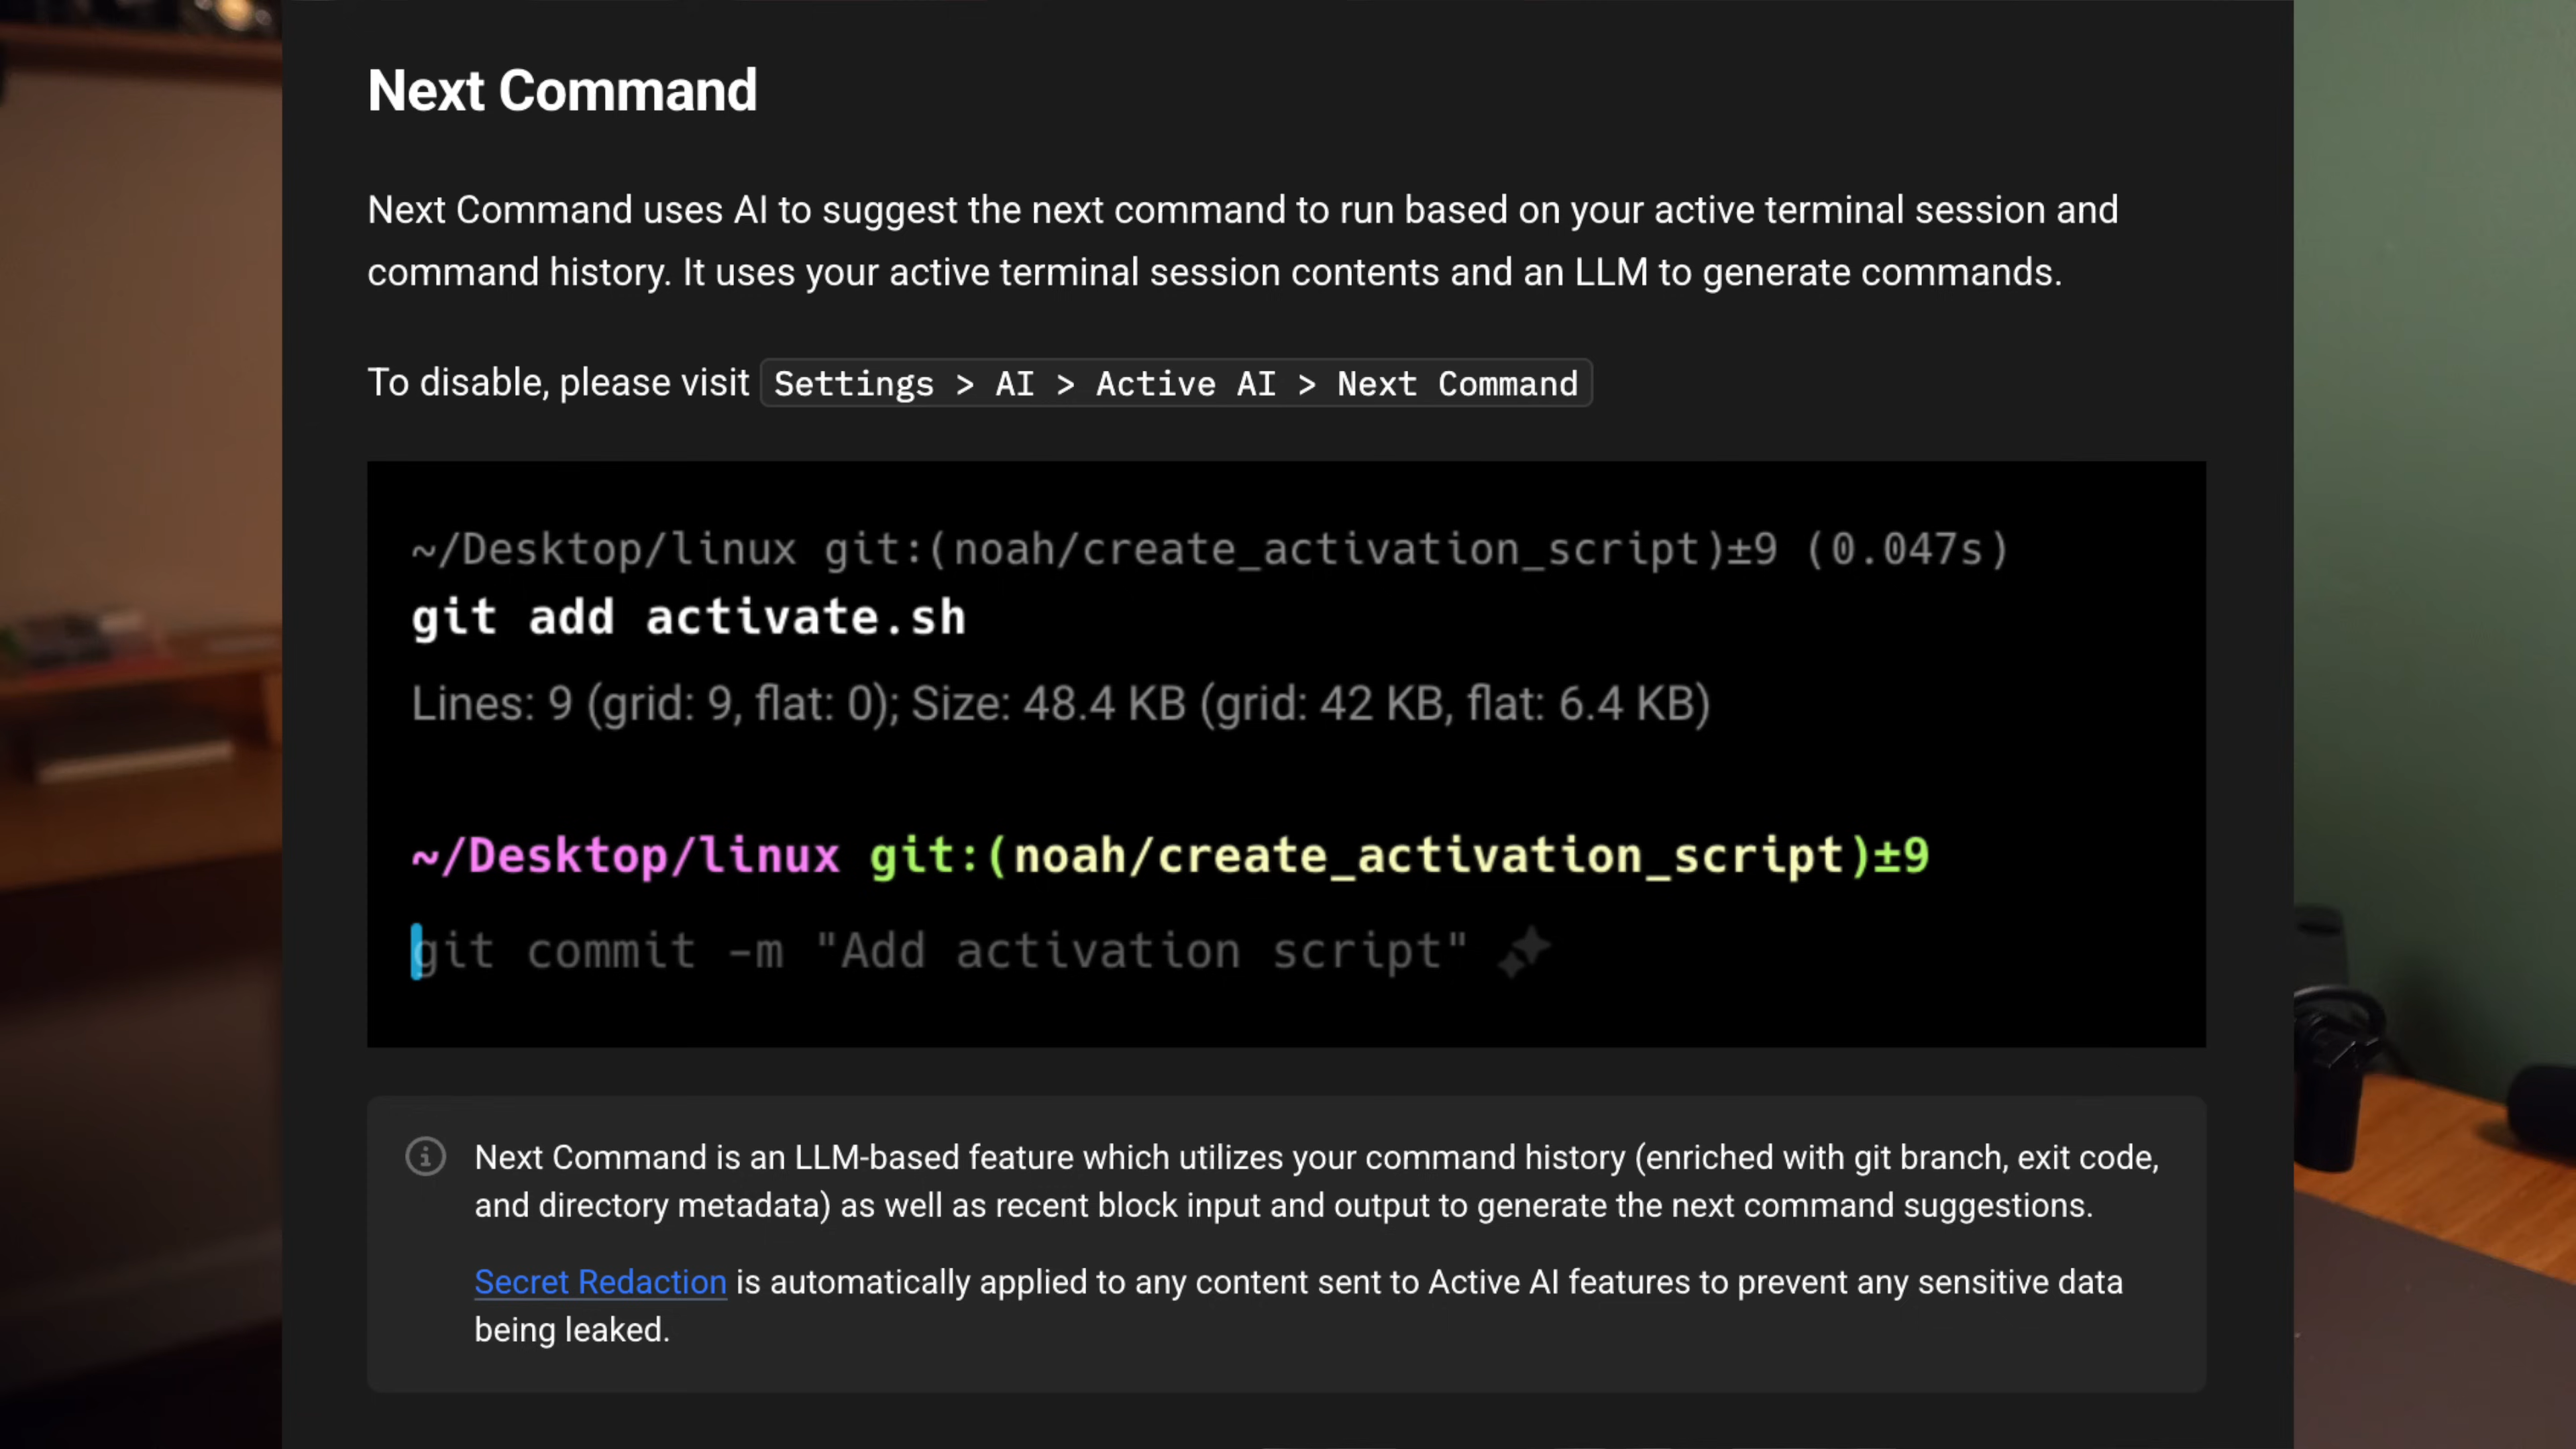 Next Command
Next Command uses AI to suggest the next command to run based on your active terminal session and
command history. It uses your active terminal session contents and an LLM to generate commands.
To disable, please visit Settings > AI > Active AI > Next Command
~/Desktop/linux git:(noah/create_activation_script)±9 (0.047s)
git add activate.sh
Lines: 9 (grid: 9, flat: 0); Size: 48.4 KB (grid: 42 KB, flat: 6.4 KB)
~/Desktop/linux git:(noah/create_activation_script)±9
git commit -m "Add activation script"
Next Command is an LLM-based feature which utilizes your command history (enriched with git branch, exit code,
and directory metadata) as well as recent block input and output to generate the next command suggestions.
Secret Redaction is automatically applied to any content sent to Active AI features to prevent any sensitive data
being leaked.